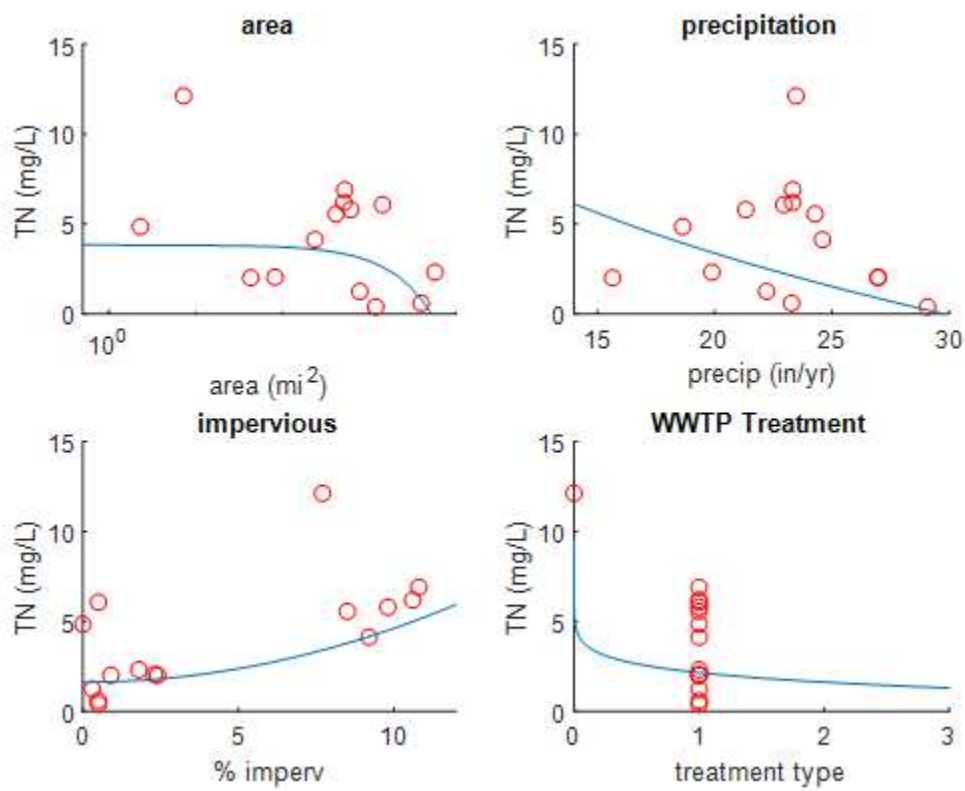 area
15
10
5
0
TN (mg/L)
10^0
area (mi^2)
precipitation
15
10
5
0
TN (mg/L)
15 20 25 30
precip (in/yr)
impervious
15
10
5
0
TN (mg/L)
0 5 10
% imperv
WWTP Treatment
15
10
5
0
TN (mg/L)
0 1 2 3
treatment type